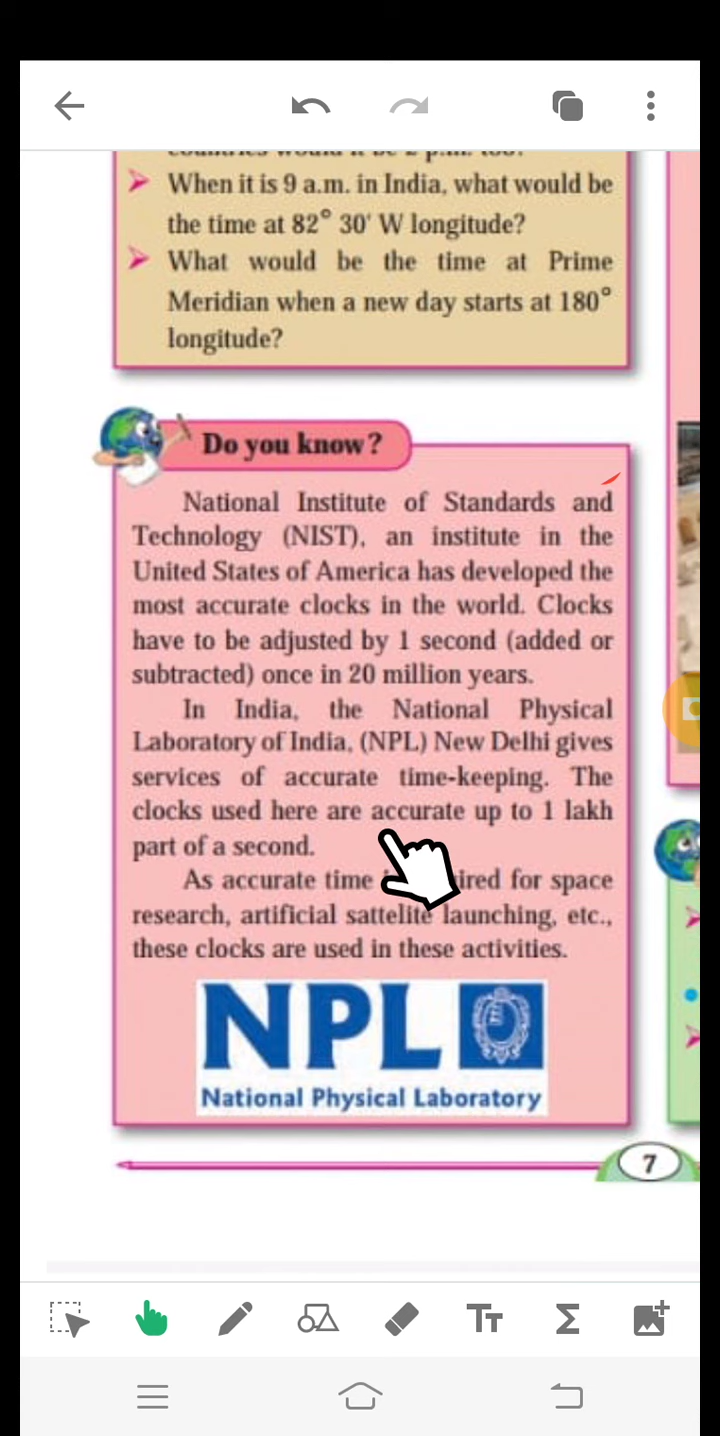 When it is 9 a.m. in India, what would be
the time at 82° 30' W longitude?
What would be the time at Prime
Meridian when a new day starts at 180°
longitude?
Do you know?
National Institute of Standards and
Technology (NIST), an institute in the
United States of America has developed the
most accurate clocks in the world. Clocks
have to be adjusted by 1 second (added or
subtracted) once in 20 million years.
In India, the National Physical
Laboratory of India, (NPL) New Delhi gives
services of accurate time-keeping. The
clocks used here are accurate up to 1 lakh
part of a second.
As accurate time ired for space
research, artificial sattelite launching, etc.,
these clocks are used in these activities.
NPL
National Physical Laboratory
7
TT
Σ